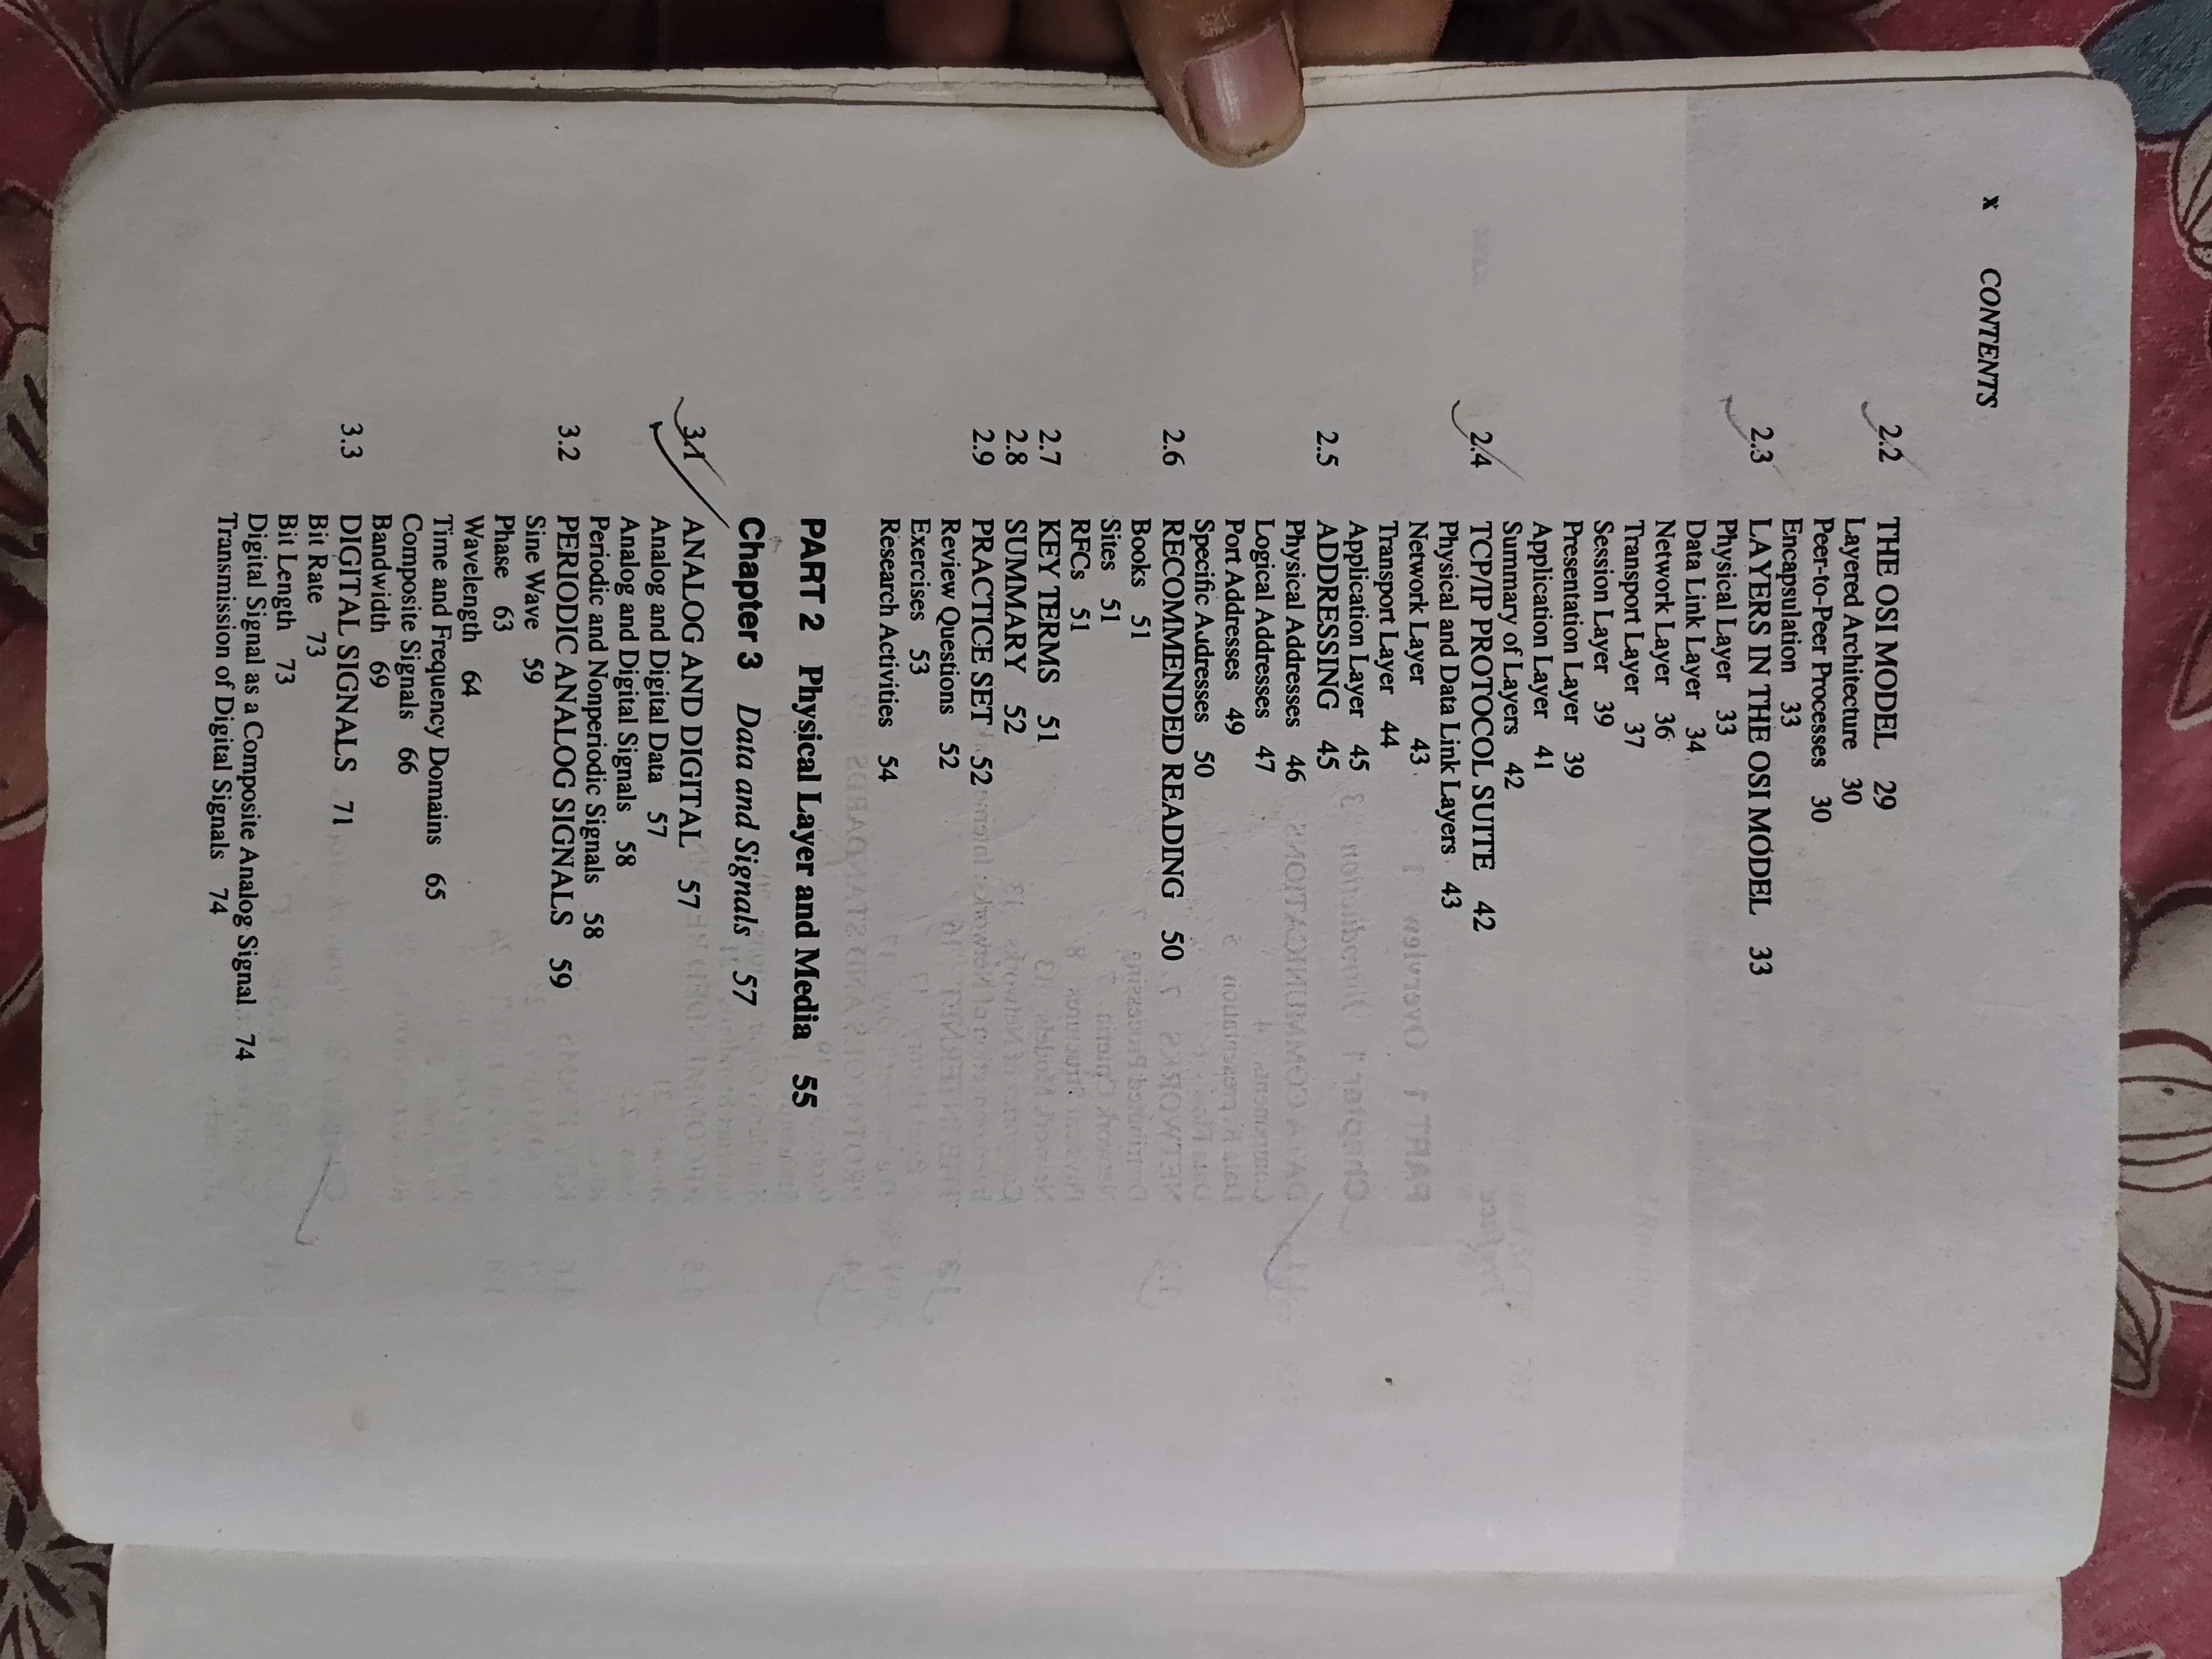 x CONTENTS
2.2 THE OSI MODEL 29
Layered Architecture 30
Peer-to-Peer Processes 30
Encapsulation 33
2.3 LAYERS IN THE OSI MODEL 33
Physical Layer 33
Data Link Layer 34
Network Layer 36
Transport Layer 37
Session Layer 39
Presentation Layer 39
Application Layer 41
Summary of Layers 42
2.4 TCP/IP PROTOCOL SUITE 42
Physical and Data Link Layers 43
Network Layer 43
Transport Layer 44
Application Layer 45
2.5 ADDRESSING 45
Physical Addresses 46
Logical Addresses 47
Port Addresses 49
Specific Addresses 50
2.6 RECOMMENDED READING 50
Books 51
Sites 51
RFCs 51
2.7 KEY TERMS 51
2.8 SUMMARY 52
2.9 PRACTICE SET 52
Review Questions 52
Exercises 53
Research Activities 54
PART 2 Physical Layer and Media 55
Chapter 3 Data and Signals 57
3.1 ANALOG AND DIGITAL 57
Analog and Digital Data 57
Analog and Digital Signals 58
Periodic and Nonperiodic Signals 58
3.2 PERIODIC ANALOG SIGNALS 59
Sine Wave 59
Phase 63
Wavelength 64
Time and Frequency Domains 65
Composite Signals 66
Bandwidth 69
3.3 DIGITAL SIGNALS 71
Bit Rate 73
Bit Length 73
Digital Signal as a Composite Analog Signal 74
Transmission of Digital Signals 74